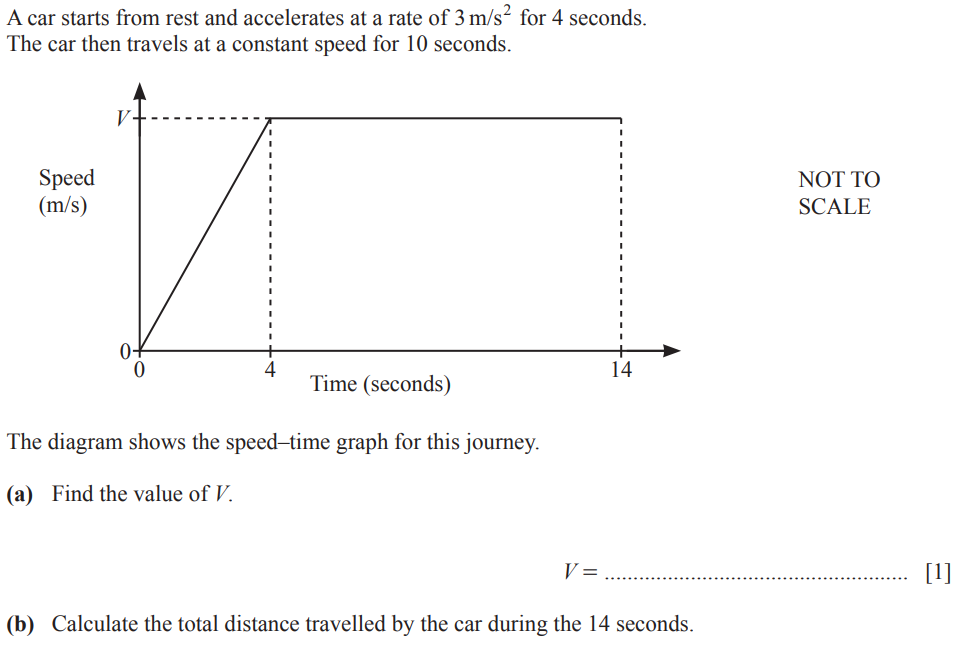 A car starts from rest and accelerates at a rate of 3 m/s² for 4 seconds.
The car then travels at a constant speed for 10 seconds.
V
Speed
(m/s)
NOT TO
SCALE
0
0
4
14
Time (seconds)
The diagram shows the speed–time graph for this journey.
(a) Find the value of V.
V = .................................................... [1]
(b) Calculate the total distance travelled by the car during the 14 seconds.